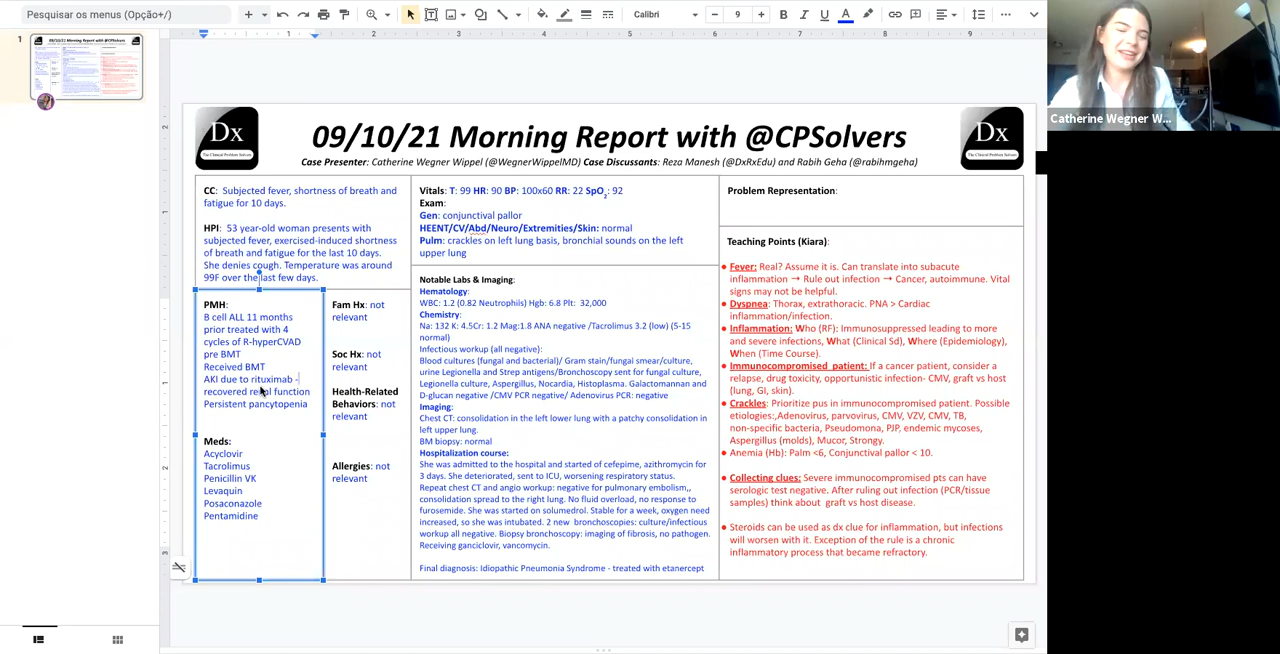 Pesquisar os menus (Opção+/)
Calibri
9
B I U A
1
1 2 3 4 5 6 7 8 9
Catherine Wegner W...
1
2
3
Dx
The Clinical Problem Solvers
09/10/21 Morning Report with @CPSolvers
Case Presenter: Catherine Wegner Wippel (@WegnerWippelMD) Case Discussants: Reza Manesh (@DxRxEdu) and Rabih Geha (@rabihmgeha)
Dx
The Clinical Problem Solvers
CC: Subjected fever, shortness of breath and
fatigue for 10 days.
HPI: 53 year-old woman presents with
subjected fever, exercised-induced shortness
of breath and fatigue for the last 10 days.
She denies cough. Temperature was around
99F over the last few days.
PMH:
B cell ALL 11 months
prior treated with 4
cycles of R-hyperCVAD
pre BMT
Received BMT
AKI due to rituximab -
recovered renal function
Persistent pancytopenia
Meds:
Acyclovir
Tacrolimus
Penicillin VK
Levaquin
Posaconazole
Pentamidine
Fam Hx: not
relevant
Soc Hx: not
relevant
Health-Related
Behaviors: not
relevant
Allergies: not
relevant
Vitals: T: 99 HR: 90 BP: 100x60 RR: 22 SpO2: 92
Exam:
Gen: conjunctival pallor
HEENT/CV/Abd/Neuro/Extremities/Skin: normal
Pulm: crackles on left lung basis, bronchial sounds on the left
upper lung
Notable Labs & Imaging:
Hematology:
WBC: 1.2 (0.82 Neutrophils) Hgb: 6.8 Plt: 32,000
Chemistry:
Na: 132 K: 4.5Cr: 1.2 Mag:1.8 ANA negative /Tacrolimus 3.2 (low) (5-15
normal)
Infectious workup (all negative):
Blood cultures (fungal and bacterial)/ Gram stain/fungal smear/culture,
urine Legionella and Strep antigens/Bronchoscopy sent for fungal culture,
Legionella culture, Aspergillus, Nocardia, Histoplasma. Galactomannan and
D-glucan negative /CMV PCR negative/ Adenovirus PCR: negative
Imaging:
Chest CT: consolidation in the left lower lung with a patchy consolidation in
left upper lung.
BM biopsy: normal
Hospitalization course:
She was admitted to the hospital and started of cefepime, azithromycin for
3 days. She deteriorated, sent to ICU, worsening respiratory status.
Repeat chest CT and angio workup: negative for pulmonary embolism,,
consolidation spread to the right lung. No fluid overload, no response to
furosemide. She was started on solumedrol. Stable for a week, oxygen need
increased, so she was intubated. 2 new bronchoscopies: culture/infectious
workup all negative. Biopsy bronchoscopy: imaging of fibrosis, no pathogen.
Receiving ganciclovir, vancomycin.
Final diagnosis: Idiopathic Pneumonia Syndrome - treated with etanercept
Problem Representation:
Teaching Points (Kiara):
● Fever: Real? Assume it is. Can translate into subacute
inflammation → Rule out infection → Cancer, autoimmune. Vital
signs may not be helpful.
● Dyspnea: Thorax, extrathoracic. PNA > Cardiac
inflammation/infection.
● Inflammation: Who (RF): Immunosuppressed leading to more
and severe infections, What (Clinical Sd), Where (Epidemiology),
When (Time Course).
● Immunocompromised patient: If a cancer patient, consider a
relapse, drug toxicity, opportunistic infection- CMV, graft vs host
(lung, GI, skin).
● Crackles: Prioritize pus in immunocompromised patient. Possible
etiologies:,Adenovirus, parvovirus, CMV, VZV, CMV, TB,
non-specific bacteria, Pseudomona, PJP, endemic mycoses,
Aspergillus (molds), Mucor, Strongy.
● Anemia (Hb): Palm <6, Conjunctival pallor < 10.
● Collecting clues: Severe immunocompromised pts can have
serologic test negative. After ruling out infection (PCR/tissue
samples) think about graft vs host disease.
● Steroids can be used as dx clue for inflammation, but infections
will worsen with it. Exception of the rule is a chronic
inflammatory process that became refractory.